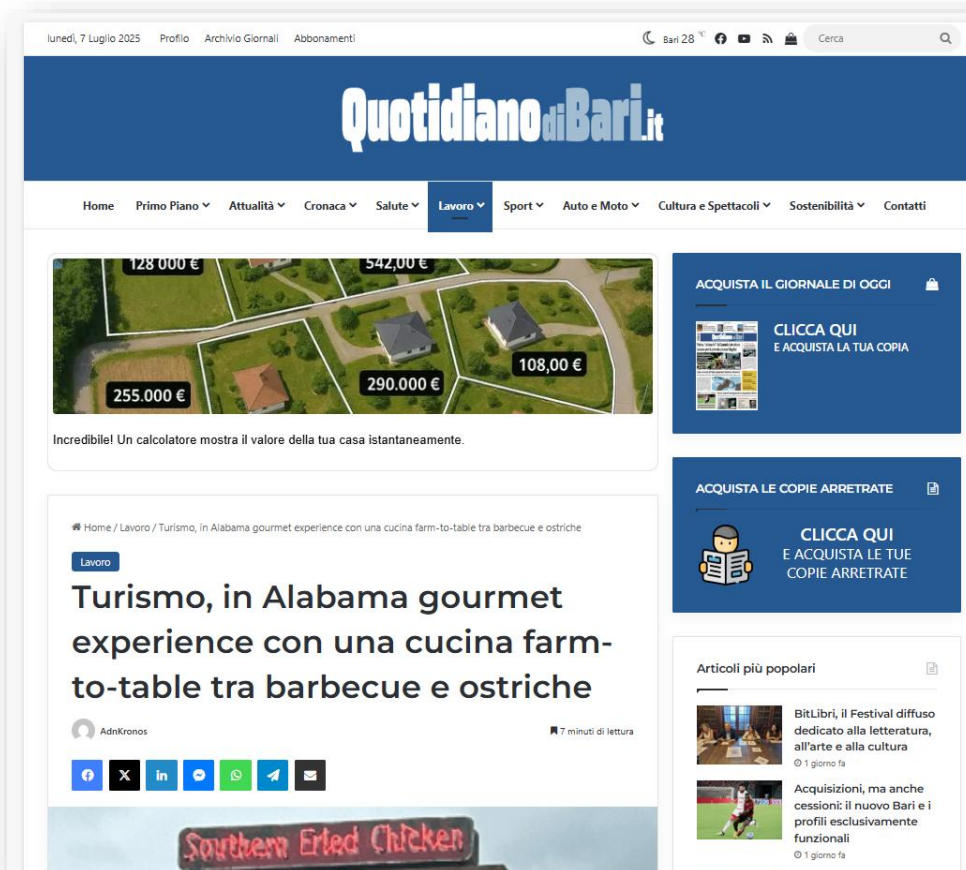 lunedì, 7 Luglio 2025 Profilo Archivio Giornali Abbonamenti
Bari 28 °C Cerca
QuotidianodiBari.it
Home Primo Piano Attualità Cronaca Salute Lavoro Sport Auto e Moto Cultura e Spettacoli Sostenibilità Contatti
128 000 €
542,00 €
108,00 €
290.000 €
255.000 €
Incredibile! Un calcolatore mostra il valore della tua casa istantaneamente.
ACQUISTA IL GIORNALE DI OGGI
CLICCA QUI
E ACQUISTA LA TUA COPIA
ACQUISTA LE COPIE ARRETRATE
CLICCA QUI
E ACQUISTA LE TUE
COPIE ARRETRATE
Home / Lavoro / Turismo, in Alabama gourmet experience con una cucina farm-to-table tra barbecue e ostriche
Lavoro
Turismo, in Alabama gourmet
experience con una cucina farm-
to-table tra barbecue e ostriche
AdnKronos
7 minuti di lettura
Southern Fried Chicken
Articoli più popolari
BitLibri, il Festival diffuso
dedicato alla letteratura,
all'arte e alla cultura
1 giorno fa
Acquisizioni, ma anche
cessioni: il nuovo Bari e i
profili esclusivamente
funzionali
1 giorno fa